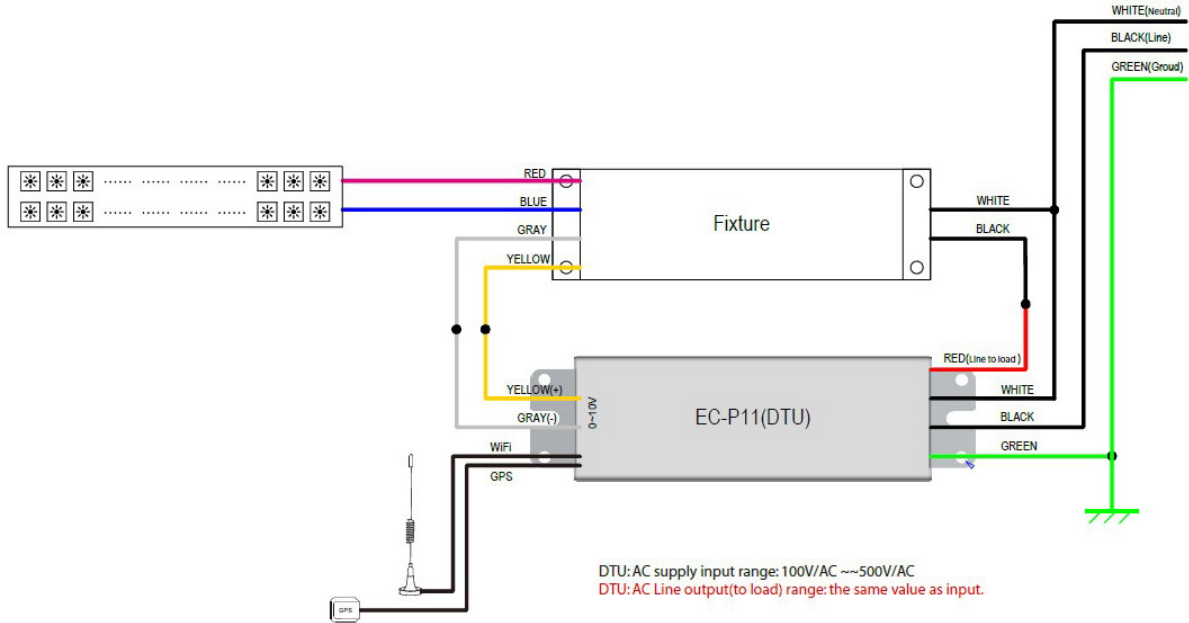 WHITE(Neutral)
BLACK(Line)
GREEN(Groud)
RED
BLUE
GRAY
YELLOW
Fixture
WHITE
BLACK
RED(Line to load )
YELLOW(+)
GRAY(-)
0~10V
EC-P11(DTU)
WHITE
BLACK
GREEN
WiFi
GPS
GPS
DTU: AC supply input range: 100V/AC ~~500V/AC
DTU: AC Line output(to load) range: the same value as input.